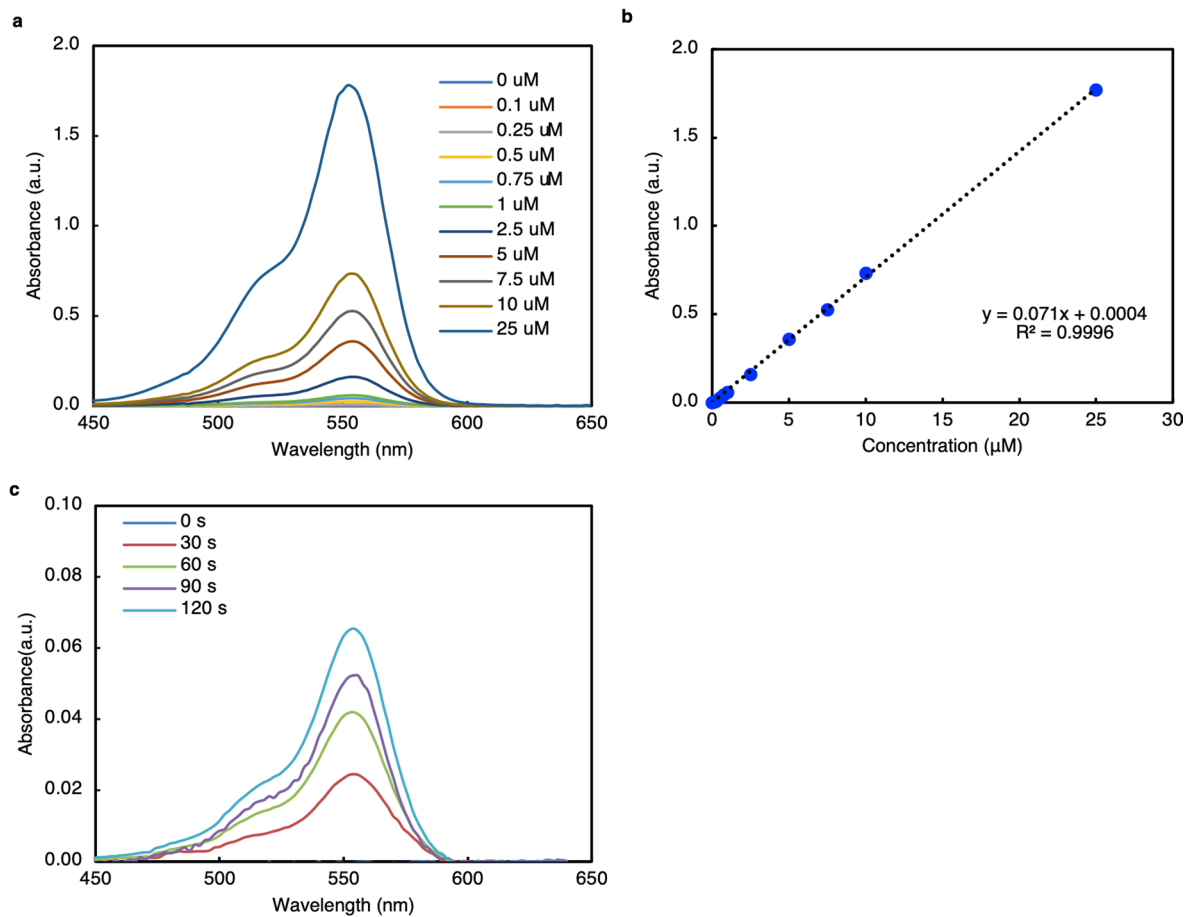 a
2.0
1.5
1.0
0.5
0.0
Absorbance (a.u.)
450
500
550
600
650
Wavelength (nm)
0 uM
0.1 uM
0.25 uM
0.5 uM
0.75 uM
1 uM
2.5 uM
5 uM
7.5 uM
10 uM
25 uM
b
2.0
1.5
1.0
0.5
0.0
Absorbance (a.u.)
0
5
10
15
20
25
30
Concentration (µM)
y = 0.071x + 0.0004
R² = 0.9996
c
0.10
0.08
0.06
0.04
0.02
0.00
Absorbance(a.u.)
450
500
550
600
650
Wavelength (nm)
0 s
30 s
60 s
90 s
120 s